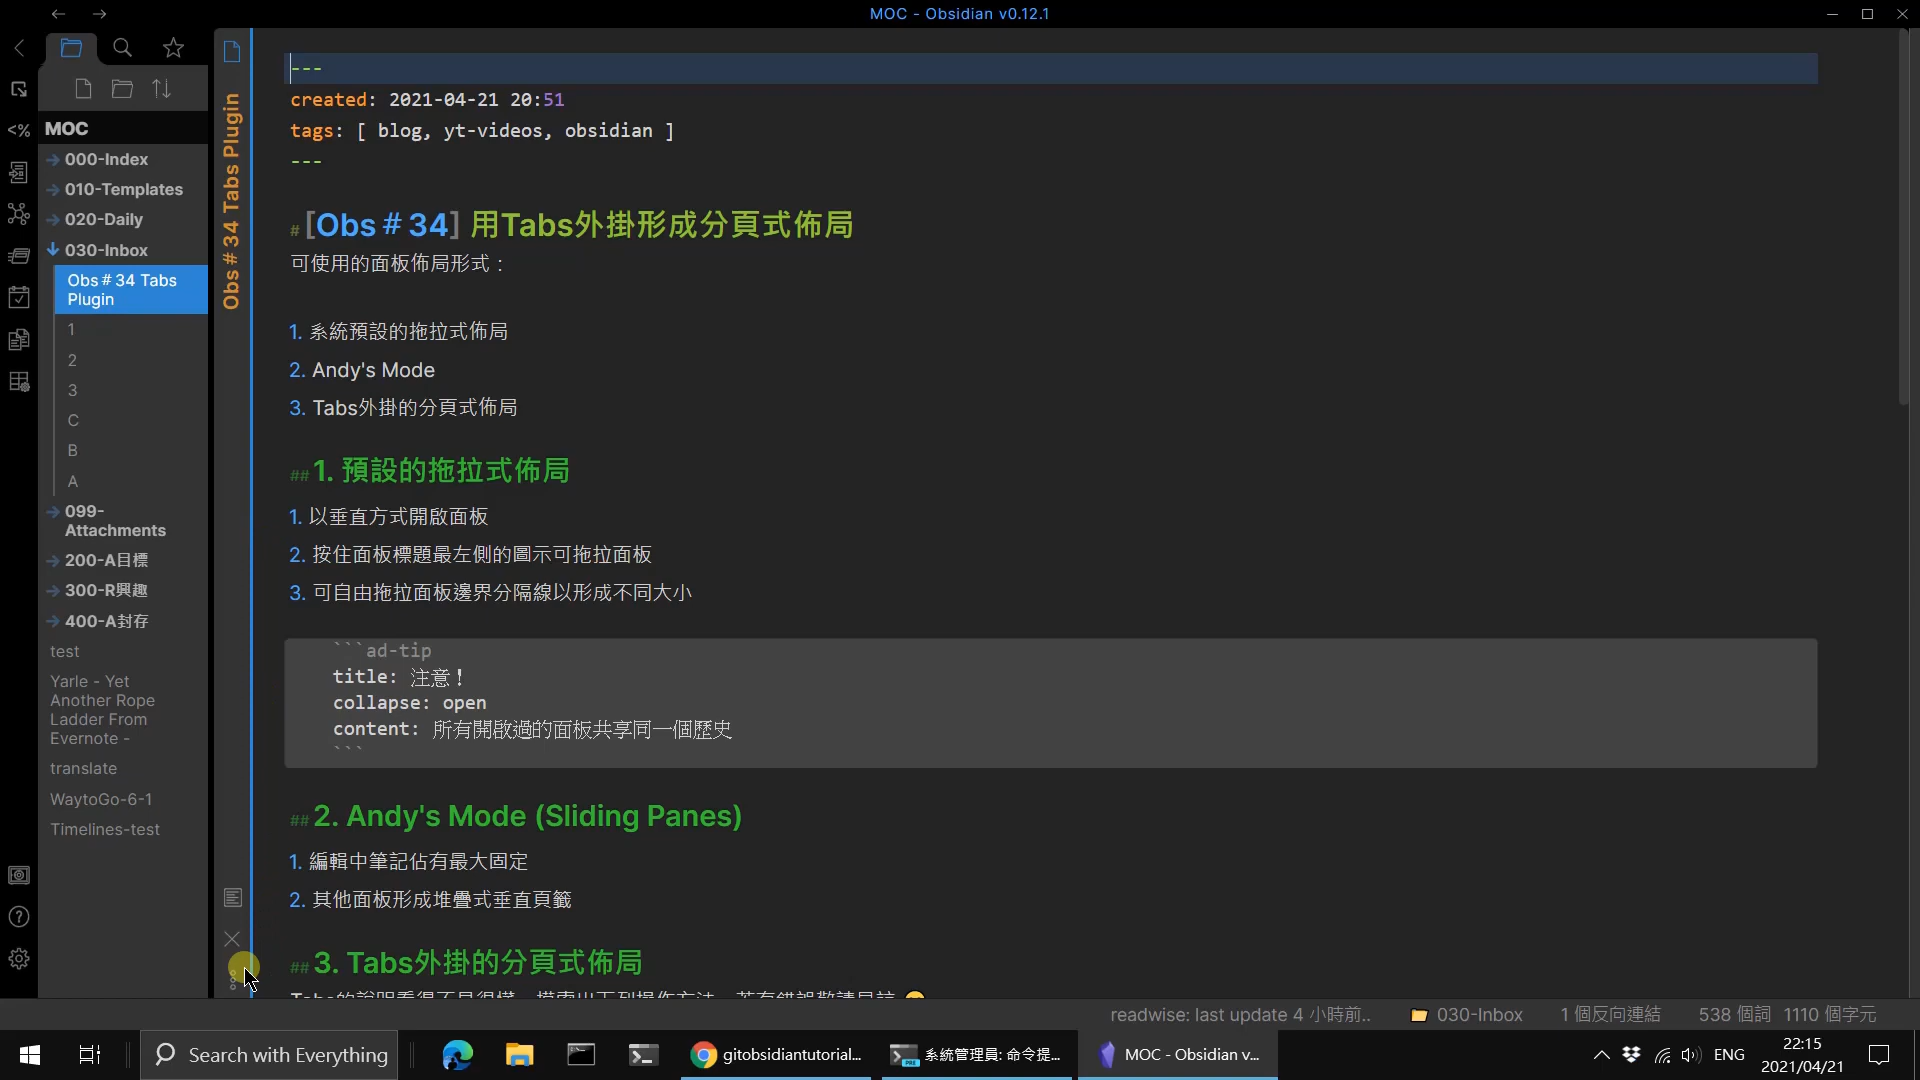 MOC - Obsidian v0.12.1
MOC
000-Index
010-Templates
020-Daily
030-Inbox
Obs＃34 Tabs
Plugin
1
2
3
C
B
A
099-
Attachments
200-A目標
300-R興趣
400-A封存
test
Yarle - Yet
Another Rope
Ladder From
Evernote -
translate
WaytoGo-6-1
Timelines-test
Obs＃34 Tabs Plugin
---
created: 2021-04-21 20:51
tags: [ blog, yt-videos, obsidian ]
---
# [Obs＃34] 用Tabs外掛形成分頁式佈局
可使用的面板佈局形式：
1. 系統預設的拖拉式佈局
2. Andy's Mode
3. Tabs外掛的分頁式佈局
## 1. 預設的拖拉式佈局
1. 以垂直方式開啟面板
2. 按住面板標題最左側的圖示可拖拉面板
3. 可自由拖拉面板邊界分隔線以形成不同大小
```ad-tip
title: 注意！
collapse: open
content: 所有開啟過的面板共享同一個歷史
```
## 2. Andy's Mode (Sliding Panes)
1. 編輯中筆記佔有最大固定
2. 其他面板形成堆疊式垂直頁籤
## 3. Tabs外掛的分頁式佈局
readwise: last update 4 小時前..
030-Inbox
1 個反向連結
538 個詞 1110 個字元
Search with Everything
gitobsidiantutorial...
系統管理員: 命令提...
MOC - Obsidian v...
ENG
22:15
2021/04/21